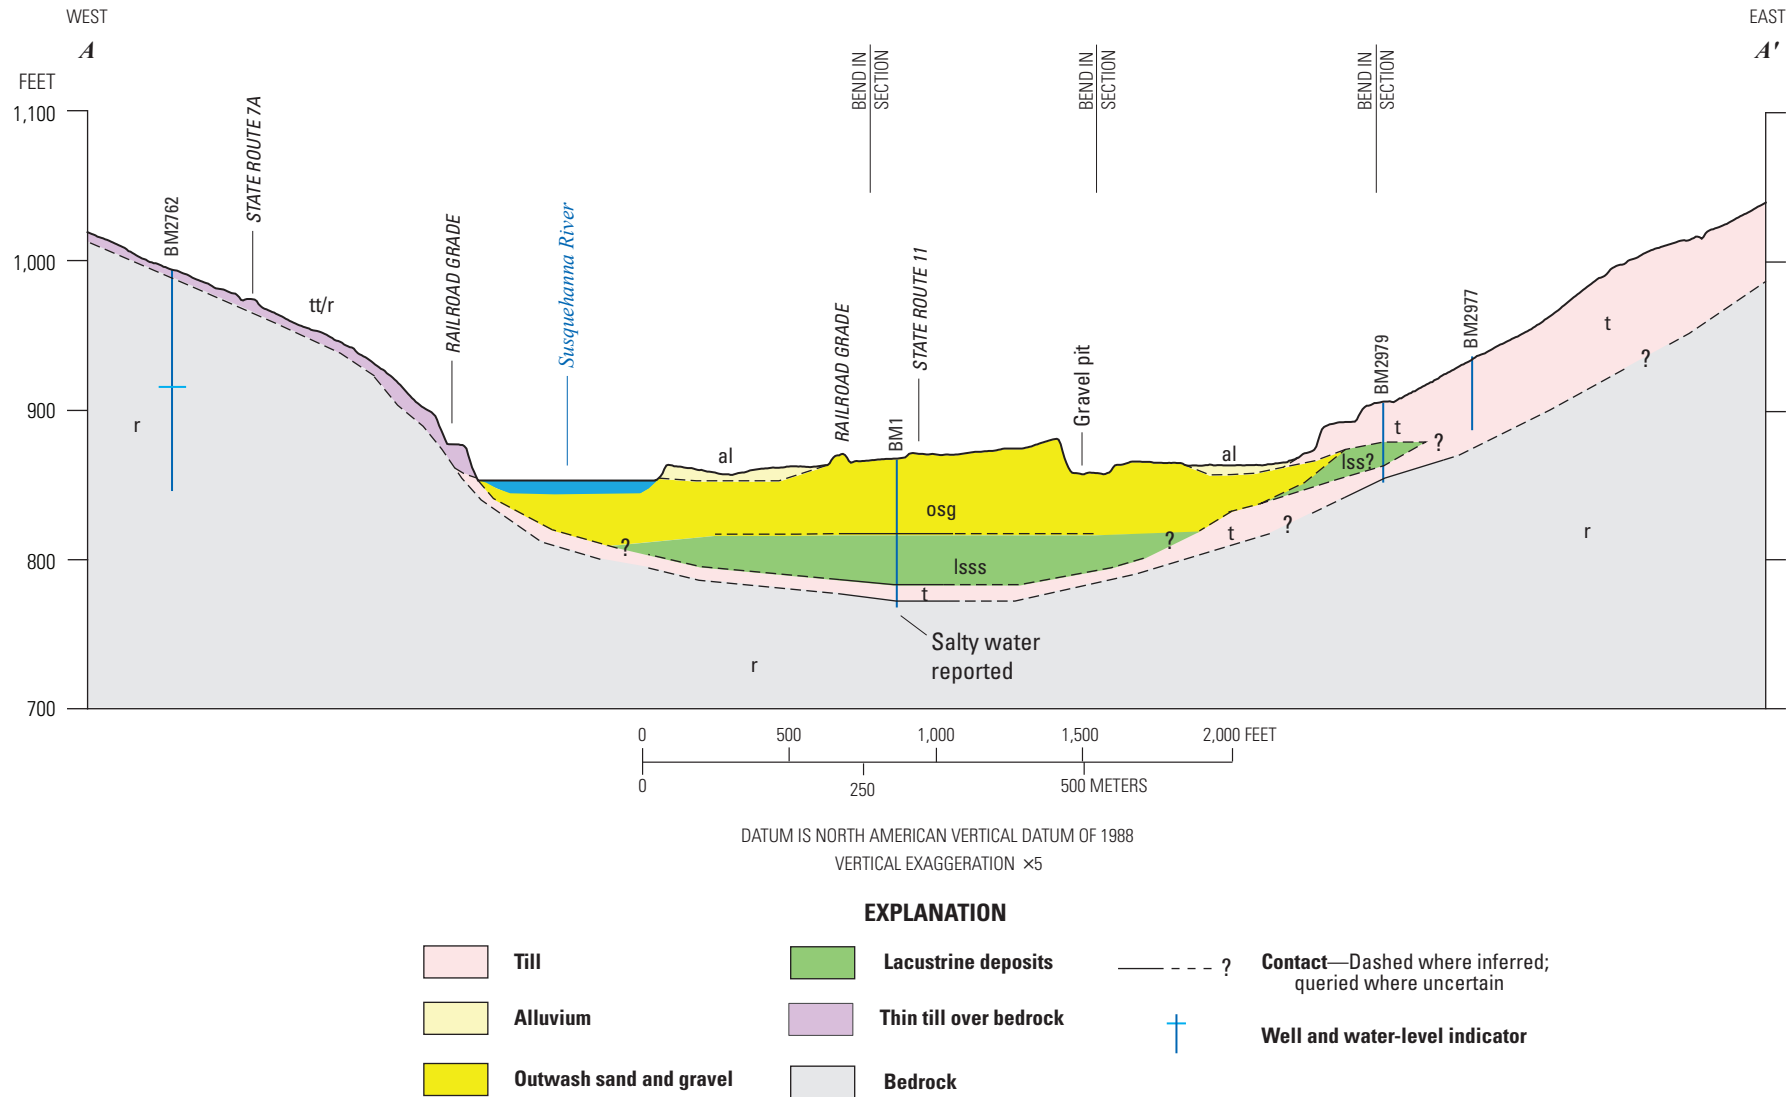 WEST
EAST
A
A'
FEET
BEND IN
SECTION
BEND IN
SECTION
BEND IN
SECTION
1,100
1,000
900
800
700
BM2762
STATE ROUTE 7A
RAILROAD GRADE
Susquehanna River
RAILROAD GRADE
BM1
STATE ROUTE 11
Gravel pit
BM2979
BM2977
tt/r
r
al
al
osg
lsss
t
t
t
lss?
t
?
?
?
?
?
?
r
r
Salty water
reported
0 500 1,000 1,500 2,000 FEET
0 250 500 METERS
DATUM IS NORTH AMERICAN VERTICAL DATUM OF 1988
VERTICAL EXAGGERATION ×5
EXPLANATION
Till
Alluvium
Outwash sand and gravel
Lacustrine deposits
Thin till over bedrock
Bedrock
? Contact—Dashed where inferred;
queried where uncertain
Well and water-level indicator